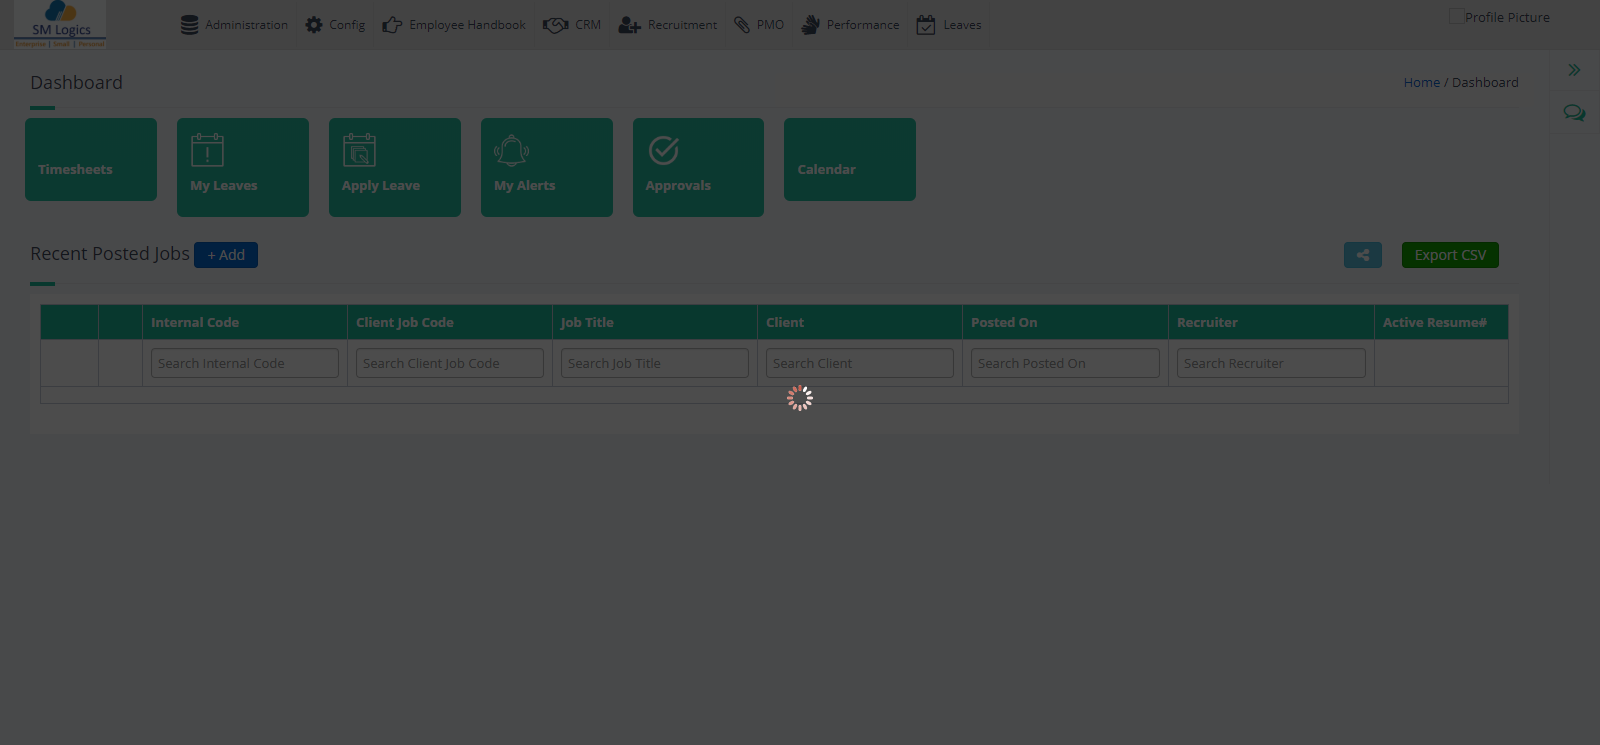 SM Logics
Enterprise | Small | Personal
Administration Config Employee Handbook CRM Recruitment PMO Performance Leaves
Profile Picture
Dashboard
Home / Dashboard
Timesheets
My Leaves
Apply Leave
My Alerts
Approvals
Calendar
Recent Posted Jobs + Add
Export CSV
Internal Code Client Job Code Job Title Client Posted On Recruiter Active Resume#
Search Internal Code Search Client Job Code Search Job Title Search Client Search Posted On Search Recruiter